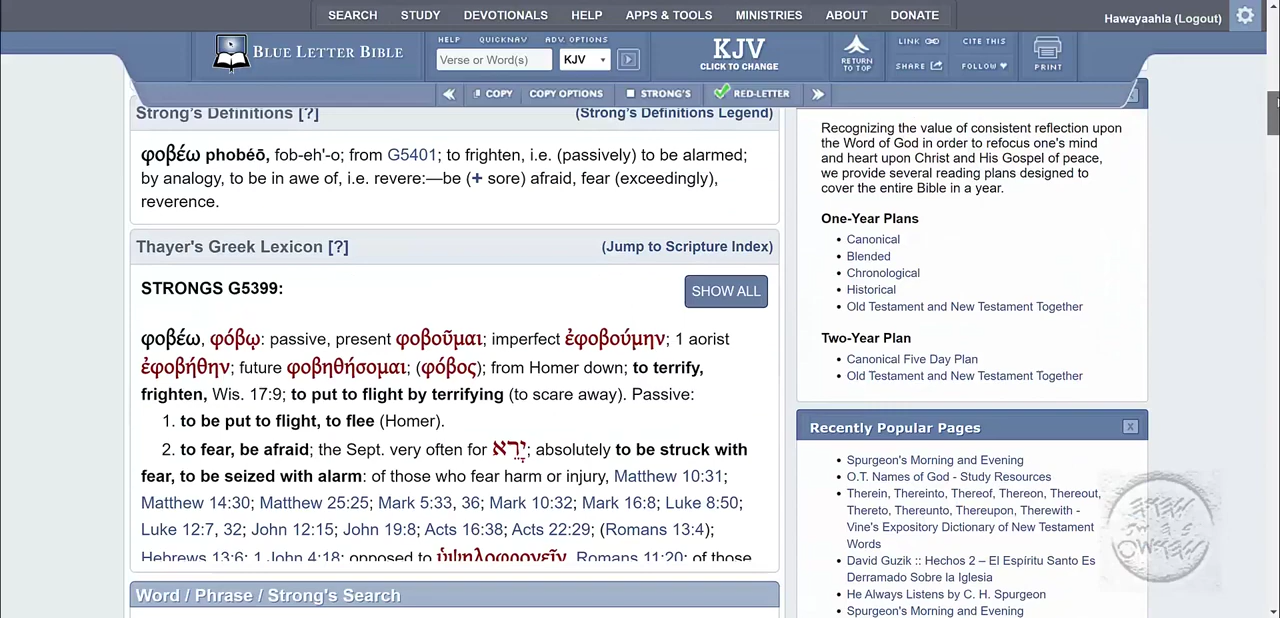 SEARCH STUDY DEVOTIONALS HELP APPS & TOOLS MINISTRIES ABOUT DONATE
Hawayaahla (Logout)
BLUE LETTER BIBLE
HELP QUICKNAV ADV. OPTIONS
Verse or Word(s) KJV
KJV
CLICK TO CHANGE
RETURN
TO TOP
LINK CITE THIS
SHARE FOLLOW
PRINT
COPY COPY OPTIONS STRONG'S RED-LETTER
Strong's Definitions [?] (Strong's Definitions Legend)
φοβέω phobéō, fob-eh'-o; from G5401; to frighten, i.e. (passively) to be alarmed;
by analogy, to be in awe of, i.e. revere:—be (+ sore) afraid, fear (exceedingly),
reverence.
Thayer's Greek Lexicon [?] (Jump to Scripture Index)
STRONGS G5399:
SHOW ALL
φοβέω, φόβῳ: passive, present φοβοῦμαι; imperfect ἐφοβούμην; 1 aorist
ἐφοβήθην; future φοβηθήσομαι; (φόβος); from Homer down; to terrify,
frighten, Wis. 17:9; to put to flight by terrifying (to scare away). Passive:
1. to be put to flight, to flee (Homer).
2. to fear, be afraid; the Sept. very often for יָרֵא; absolutely to be struck with
fear, to be seized with alarm: of those who fear harm or injury, Matthew 10:31;
Matthew 14:30; Matthew 25:25; Mark 5:33, 36; Mark 10:32; Mark 16:8; Luke 8:50;
Luke 12:7, 32; John 12:15; John 19:8; Acts 16:38; Acts 22:29; (Romans 13:4);
Hebrews 13:6; 1 John 4:18; opposed to ὑψηλοφρονεῖν, Romans 11:20; of those
Word / Phrase / Strong's Search
Recognizing the value of consistent reflection upon
the Word of God in order to refocus one's mind
and heart upon Christ and His Gospel of peace,
we provide several reading plans designed to
cover the entire Bible in a year.
One-Year Plans
• Canonical
• Blended
• Chronological
• Historical
• Old Testament and New Testament Together
Two-Year Plan
• Canonical Five Day Plan
• Old Testament and New Testament Together
Recently Popular Pages
• Spurgeon's Morning and Evening
• O.T. Names of God - Study Resources
• Therein, Thereinto, Thereof, Thereon, Thereout,
Thereto, Thereunto, Thereupon, Therewith -
Vine's Expository Dictionary of New Testament
Words
• David Guzik :: Hechos 2 – El Espíritu Santo Es
Derramado Sobre la Iglesia
• He Always Listens by C. H. Spurgeon
• Spurgeon's Morning and Evening